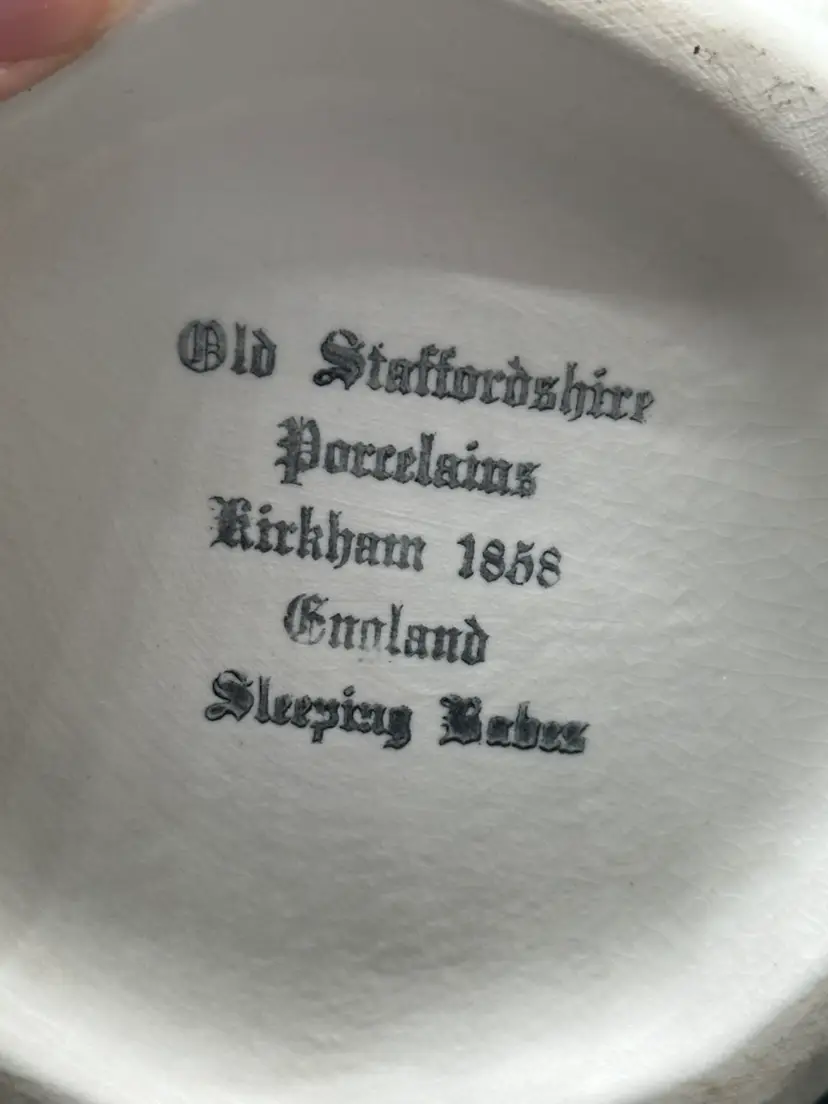 Old Staffordshire
Porcelains
Kirkham 1858
England
Sleeping Babes